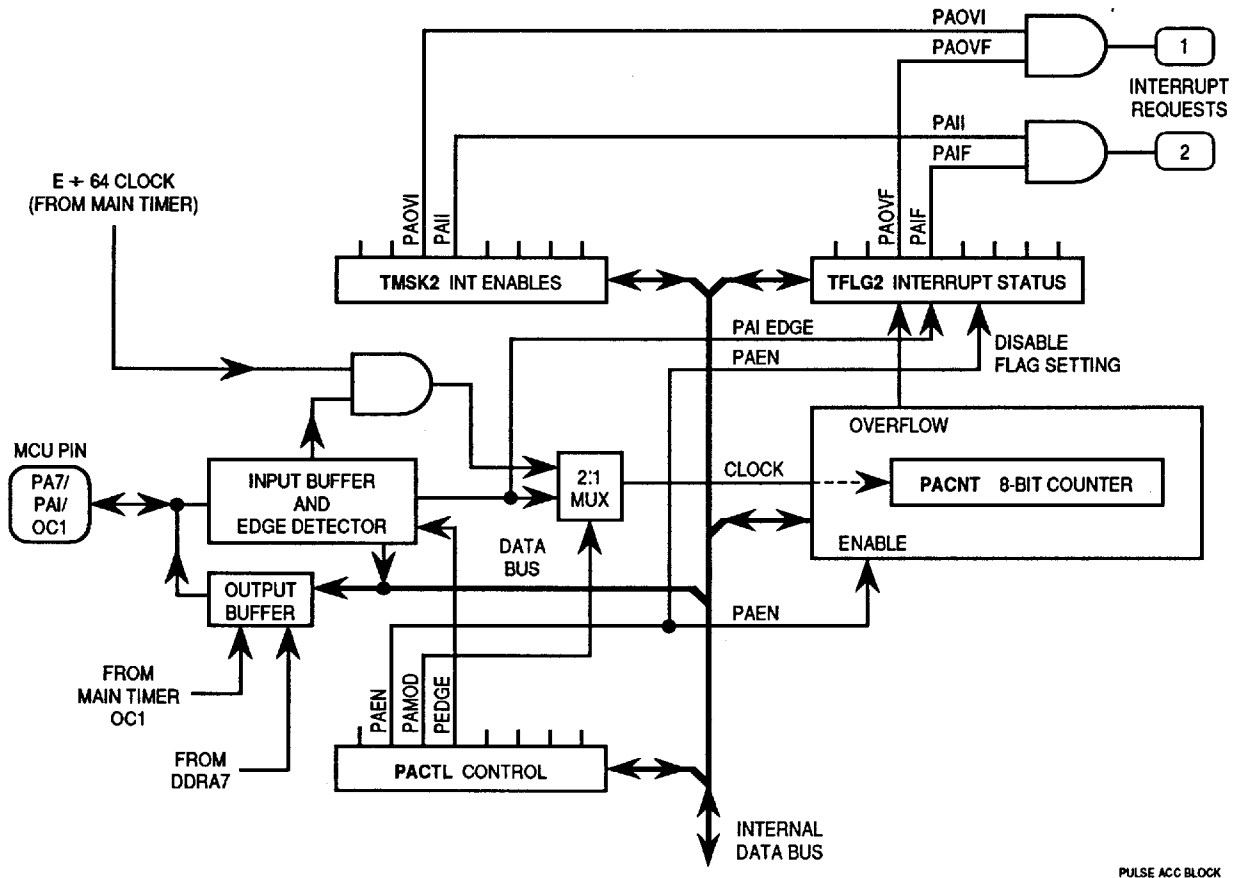 PAOVI
PAOVF
1
INTERRUPT
REQUESTS
PAII
PAIF
2
E ÷ 64 CLOCK
(FROM MAIN TIMER)
PAOVI
PAII
PAOVF
PAIF
TMSK2 INT ENABLES
TFLG2 INTERRUPT STATUS
PAI EDGE
PAEN
DISABLE
FLAG SETTING
OVERFLOW
MCU PIN
PA7/
PAI/
OC1
INPUT BUFFER
AND
EDGE DETECTOR
2:1
MUX
CLOCK
PACNT 8-BIT COUNTER
ENABLE
DATA
BUS
OUTPUT
BUFFER
PAEN
FROM
MAIN TIMER
OC1
PAEN
PAMOD
PEDGE
FROM
DDRA7
PACTL CONTROL
INTERNAL
DATA BUS
PULSE ACC BLOCK